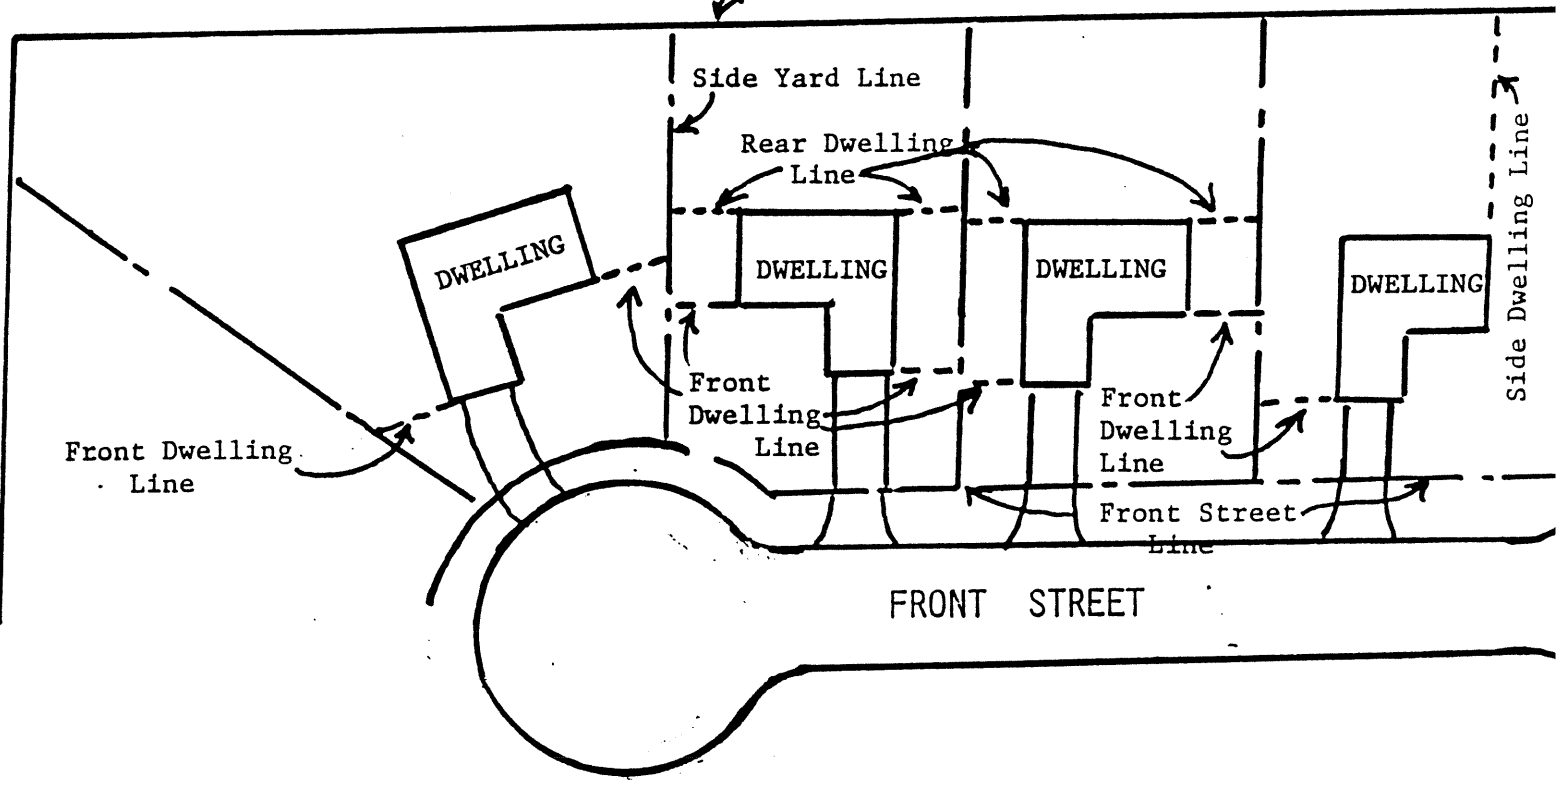 Side Yard Line
Rear Dwelling
Line
DWELLING
DWELLING
DWELLING
DWELLING
Side Dwelling Line
Front
Dwelling
Line
Front
Dwelling
Line
Front Dwelling
Line
Front Street
Line
FRONT STREET